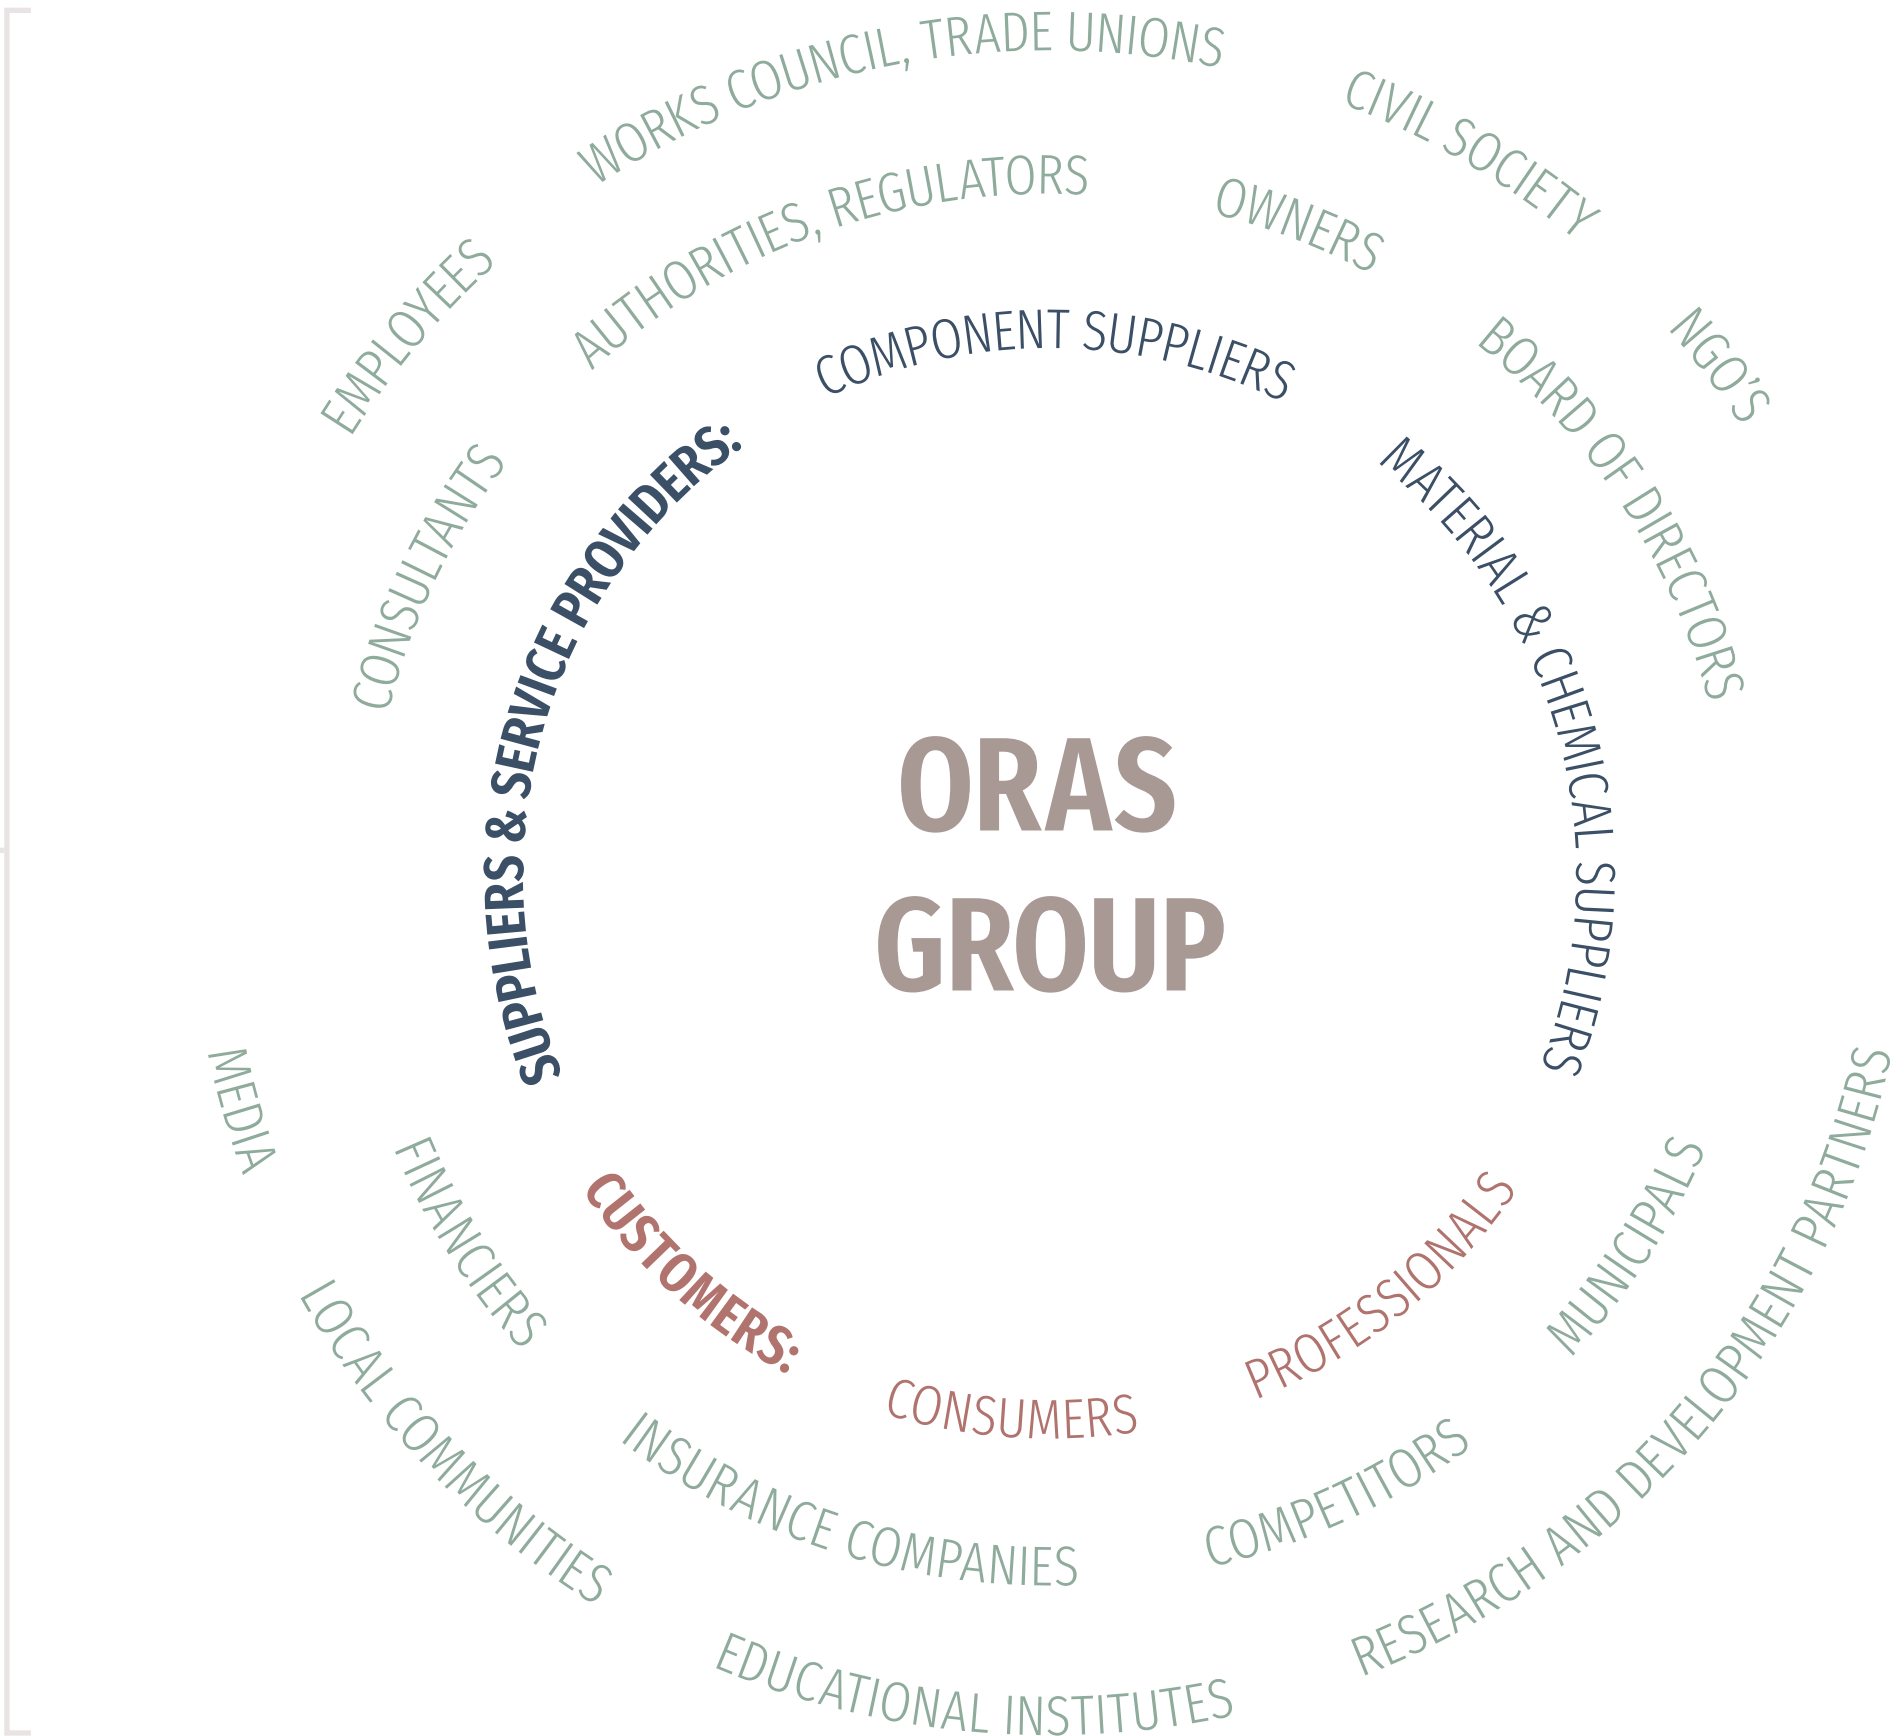 WORKS COUNCIL, TRADE UNIONS
CIVIL SOCIETY
NGO'S
RESEARCH AND DEVELOPMENT PARTNERS
EDUCATIONAL INSTITUTES
LOCAL COMMUNITIES
MEDIA
EMPLOYEES
AUTHORITIES, REGULATORS
OWNERS
BOARD OF DIRECTORS
MUNICIPALS
COMPETITORS
INSURANCE COMPANIES
FINANCIERS
CONSULTANTS
SUPPLIERS & SERVICE PROVIDERS:
COMPONENT SUPPLIERS
MATERIAL & CHEMICAL SUPPLIERS
CUSTOMERS:
CONSUMERS
PROFESSIONALS
ORAS
GROUP